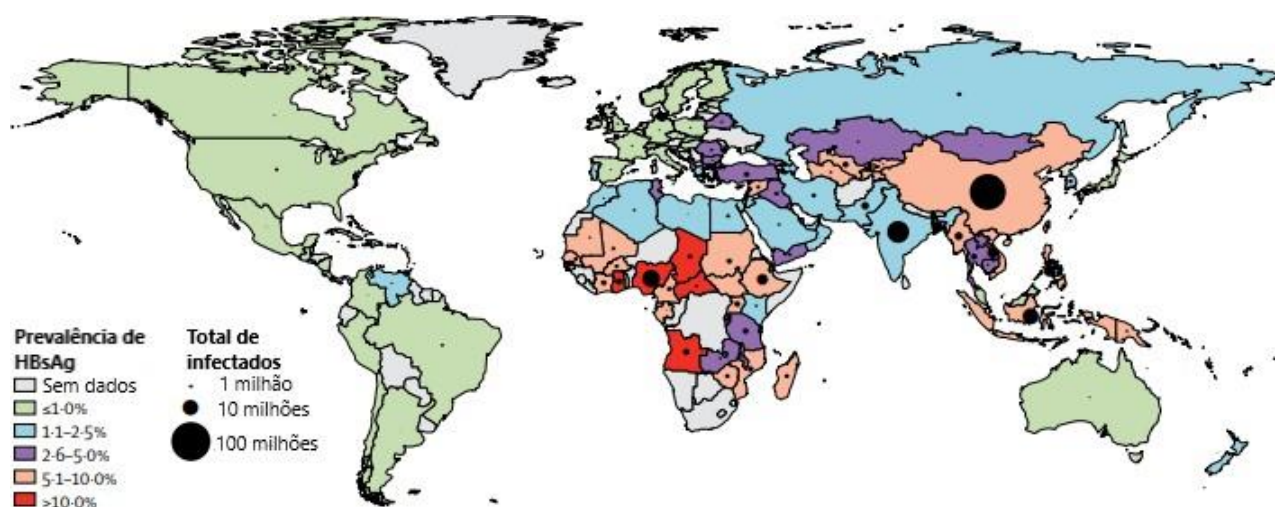 Prevalência de
HBsAg
Sem dados
≤1·0%
1·1–2·5%
2·6–5·0%
5·1–10·0%
>10·0%
Total de
infectados
1 milhão
10 milhões
100 milhões